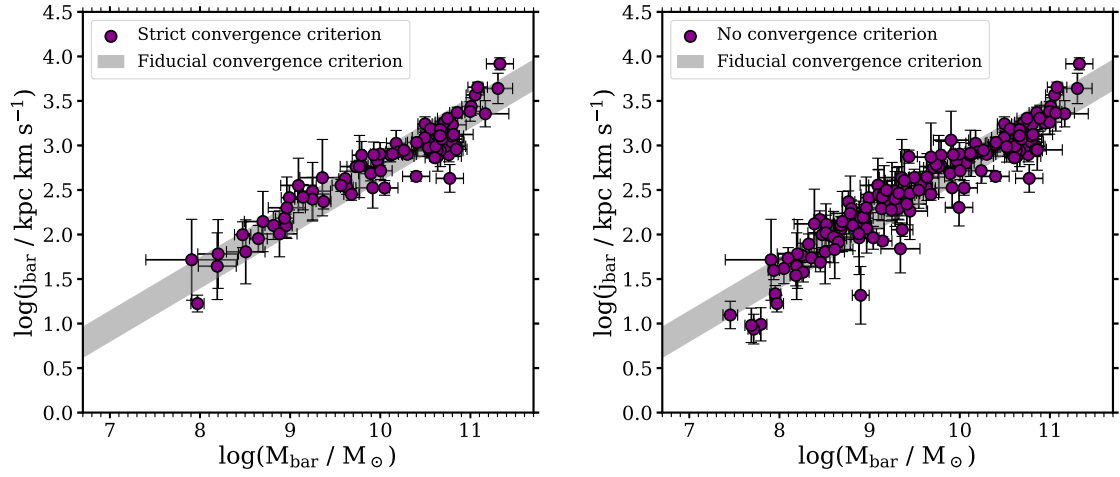 4.5
4.0
3.5
3.0
2.5
2.0
1.5
1.0
0.5
0.0
log(j_bar / kpc km s⁻¹)
Strict convergence criterion
Fiducial convergence criterion
7 8 9 10 11
log(M_bar / M_⊙)
4.5
4.0
3.5
3.0
2.5
2.0
1.5
1.0
0.5
0.0
log(j_bar / kpc km s⁻¹)
No convergence criterion
Fiducial convergence criterion
7 8 9 10 11
log(M_bar / M_⊙)